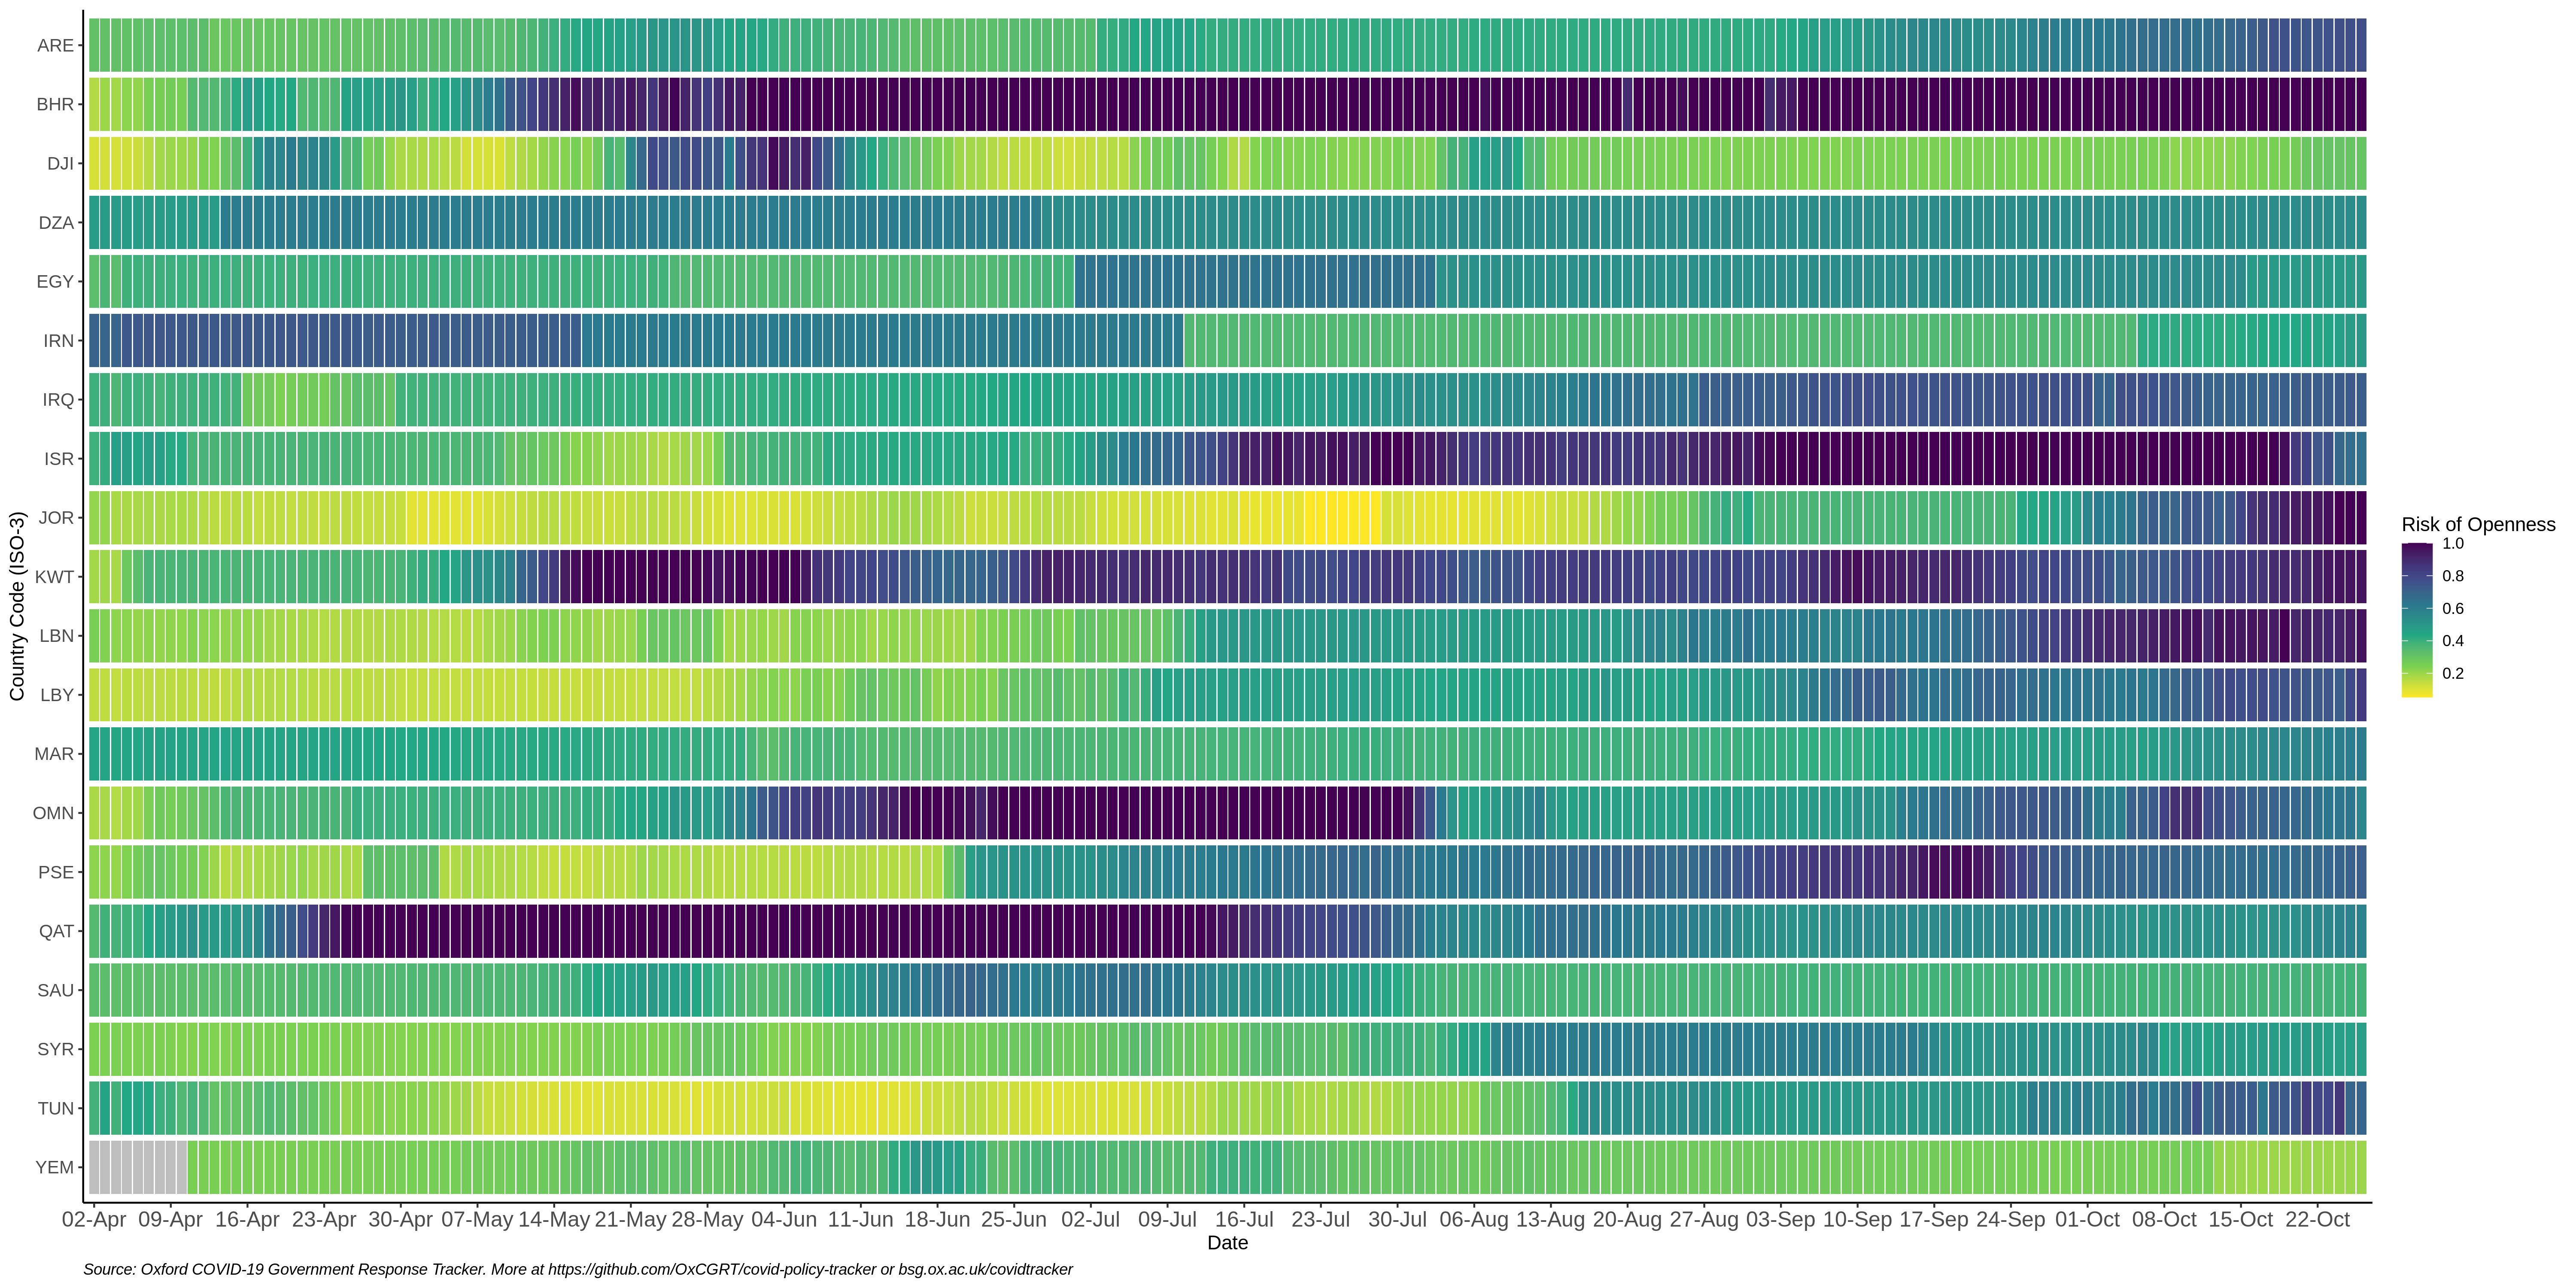 ARE
BHR
DJI
DZA
EGY
IRN
IRQ
ISR
JOR
KWT
LBN
LBY
MAR
OMN
PSE
QAT
SAU
SYR
TUN
YEM
Country Code (ISO-3)
02-Apr 09-Apr 16-Apr 23-Apr 30-Apr 07-May 14-May 21-May 28-May 04-Jun 11-Jun 18-Jun 25-Jun 02-Jul 09-Jul 16-Jul 23-Jul 30-Jul 06-Aug 13-Aug 20-Aug 27-Aug 03-Sep 10-Sep 17-Sep 24-Sep 01-Oct 08-Oct 15-Oct 22-Oct
Date
Risk of Openness
1.0
0.8
0.6
0.4
0.2
Source: Oxford COVID-19 Government Response Tracker. More at https://github.com/OxCGRT/covid-policy-tracker or bsg.ox.ac.uk/covidtracker